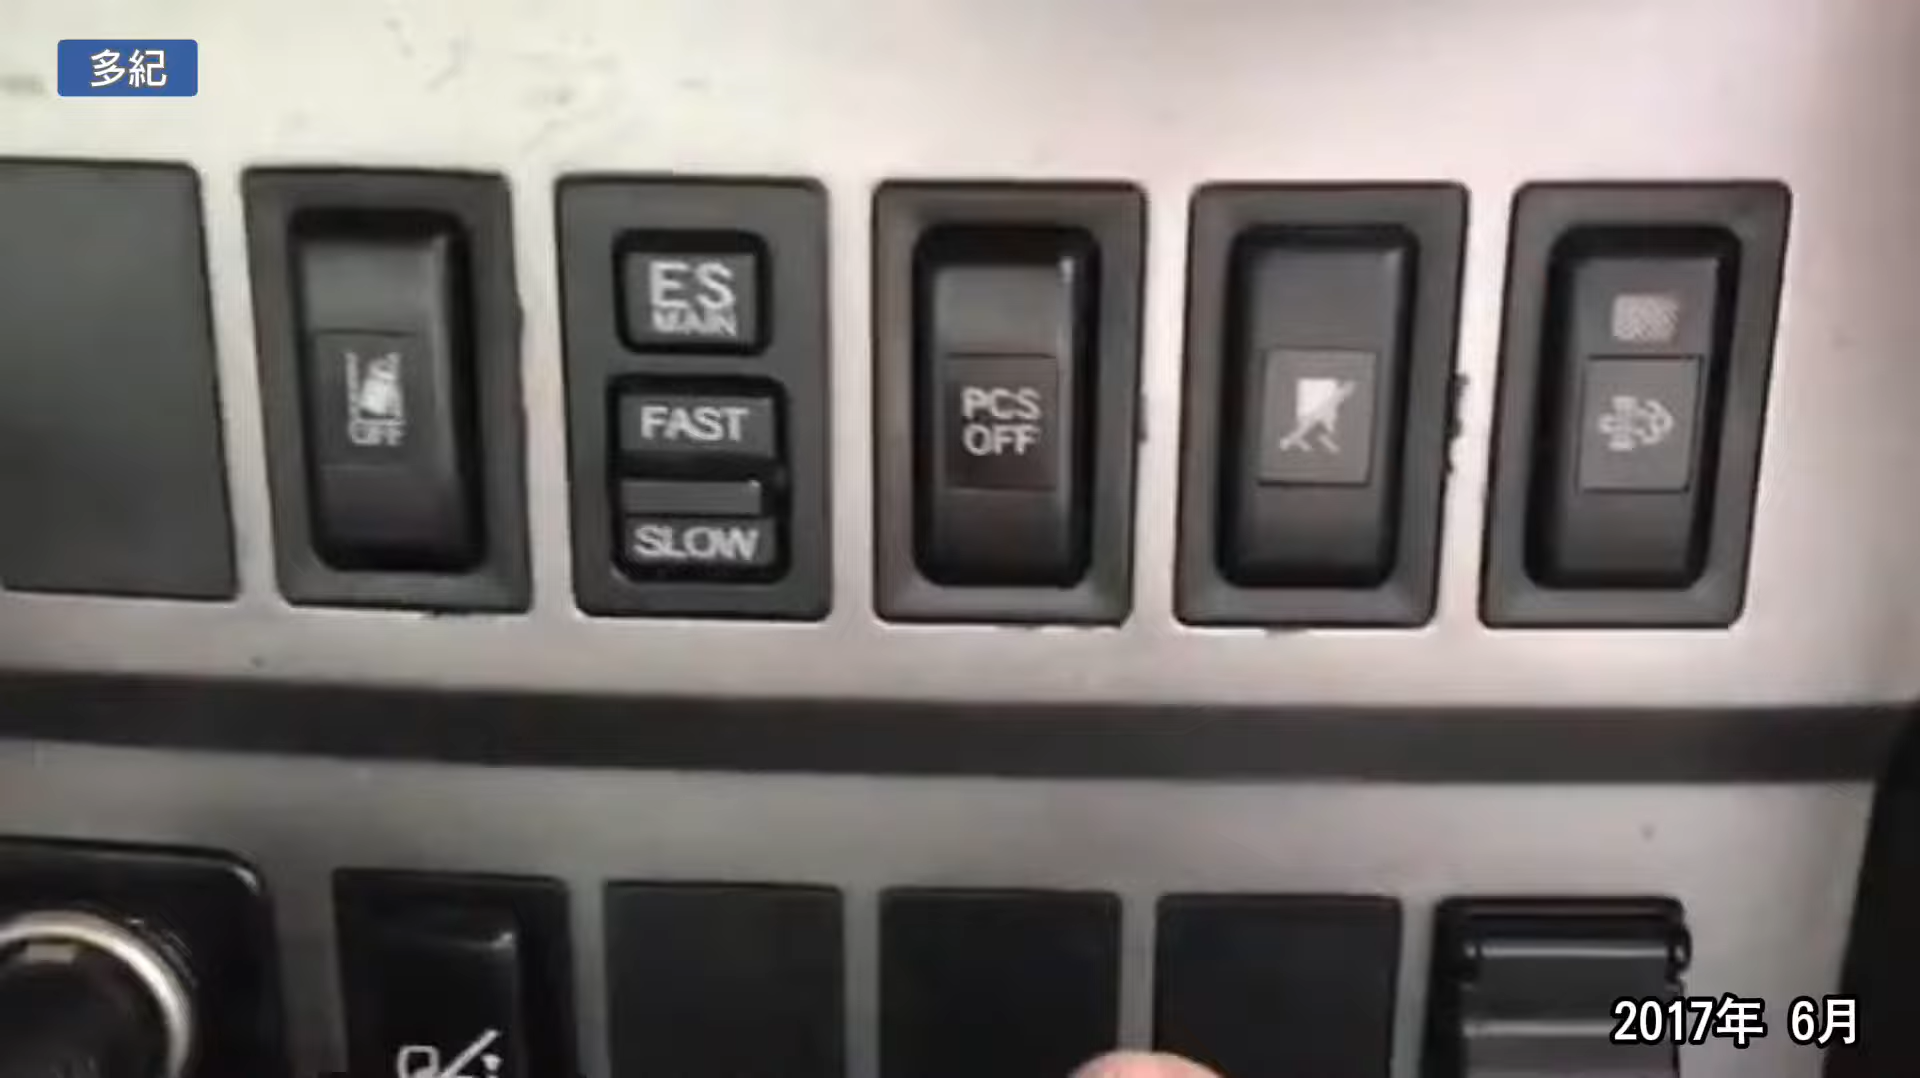 多紀
OFF
ES
MAIN
FAST
SLOW
PCS
OFF
2017年 6月